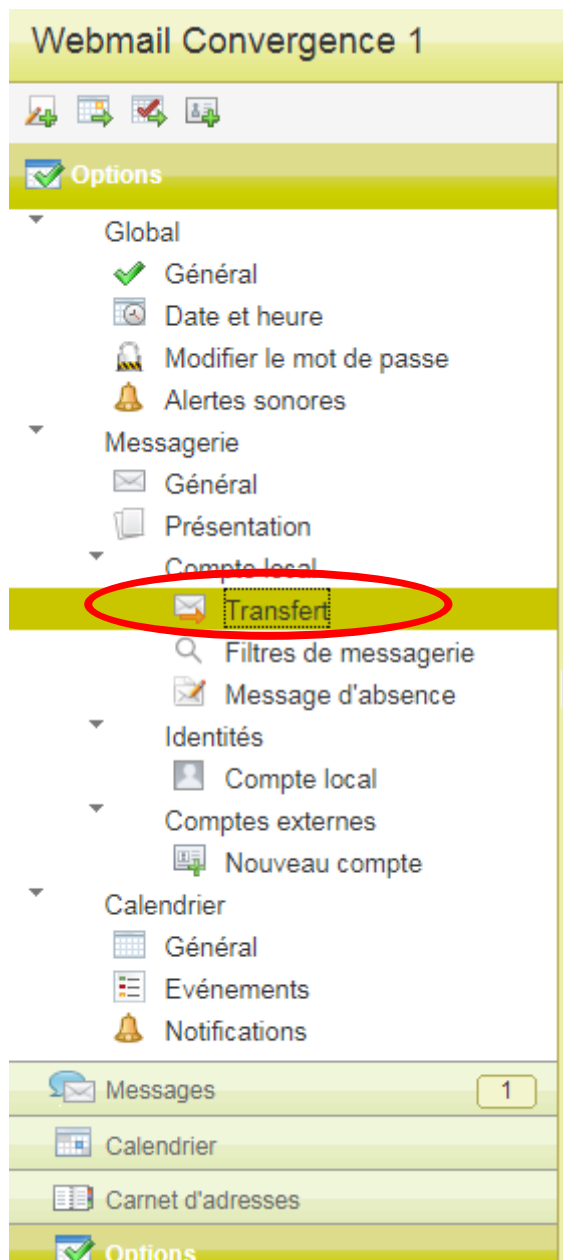 Webmail Convergence 1
Options
Global
Général
Date et heure
Modifier le mot de passe
Alertes sonores
Messagerie
Général
Présentation
Compte local
Transfert
Filtres de messagerie
Message d'absence
Identités
Compte local
Comptes externes
Nouveau compte
Calendrier
Général
Evénements
Notifications
Messages 1
Calendrier
Carnet d'adresses
Options